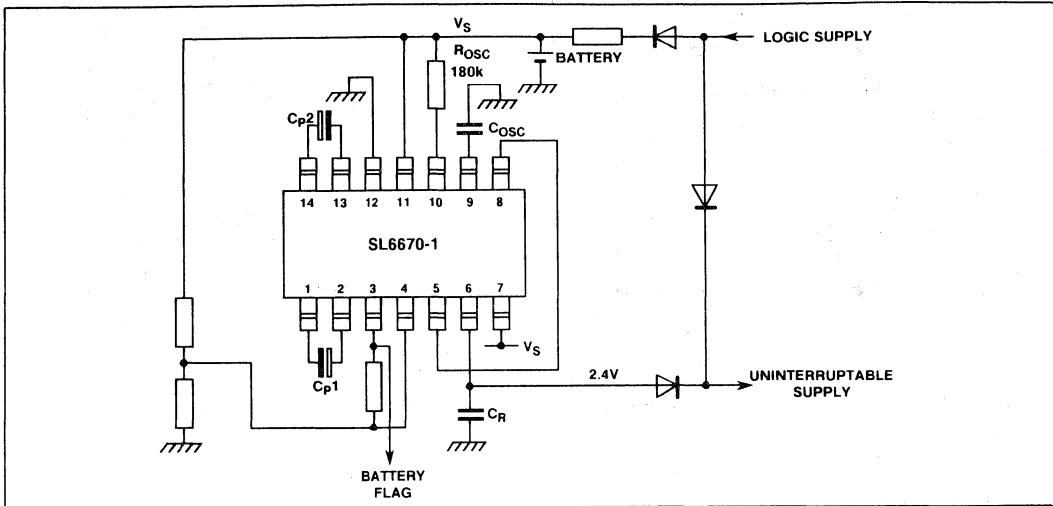 VS
LOGIC SUPPLY
ROSC
180k
BATTERY
CP2
COSC
14 13 12 11 10 9 8
SL6670-1
1 2 3 4 5 6 7
VS
CP1
2.4V
UNINTERRUPTABLE
SUPPLY
CR
BATTERY
FLAG